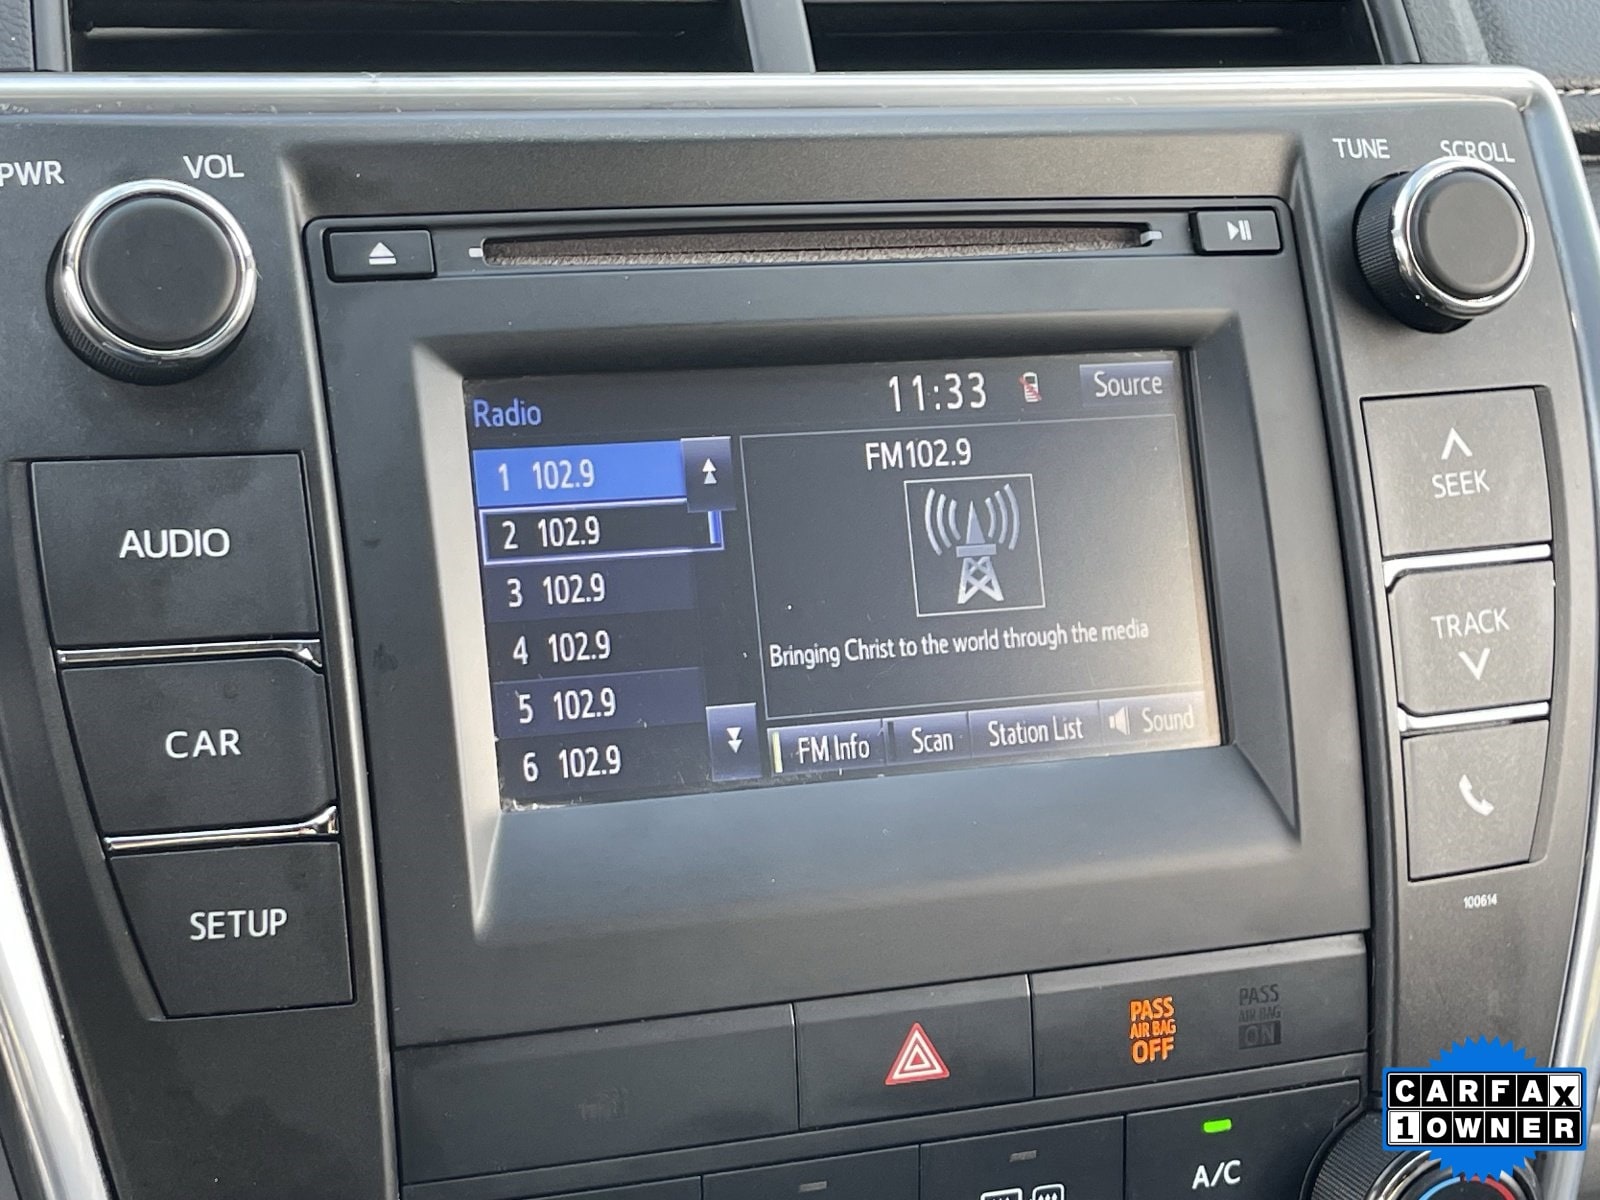 PWR VOL
TUNE SCROLL
Radio
11:33
Source
1 102.9
2 102.9
3 102.9
4 102.9
5 102.9
6 102.9
FM102.9
Bringing Christ to the world through the media
FM Info
Scan
Station List
Sound
AUDIO
CAR
SETUP
SEEK
TRACK
100614
PASS
AIR BAG
OFF
PASS
AIR BAG
ON
A/C
CARFAX
1 OWNER